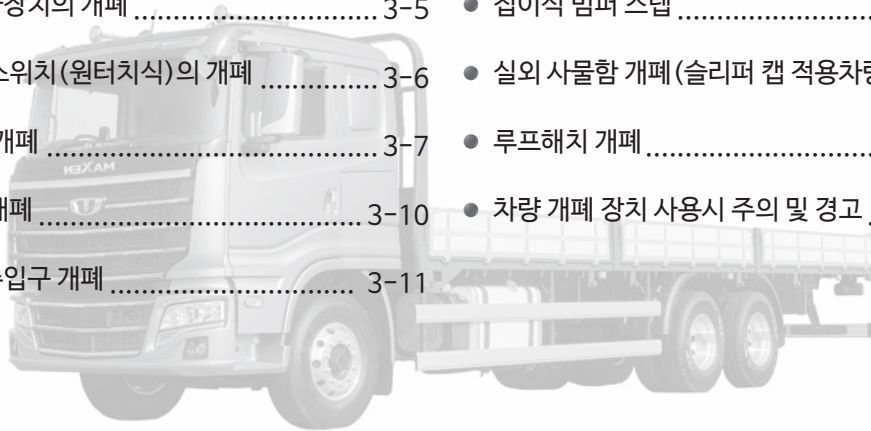 장치의 개폐 3-5
스위치(원터치식)의 개폐 3-6
개폐 3-7
개폐 3-10
입구 개폐 3-11
● 접이식 범퍼 스텝
● 실외 사물함 개폐(슬리퍼 캡 적용차량
● 루프해치 개폐
● 차량 개폐 장치 사용시 주의 및 경고
MAXEN